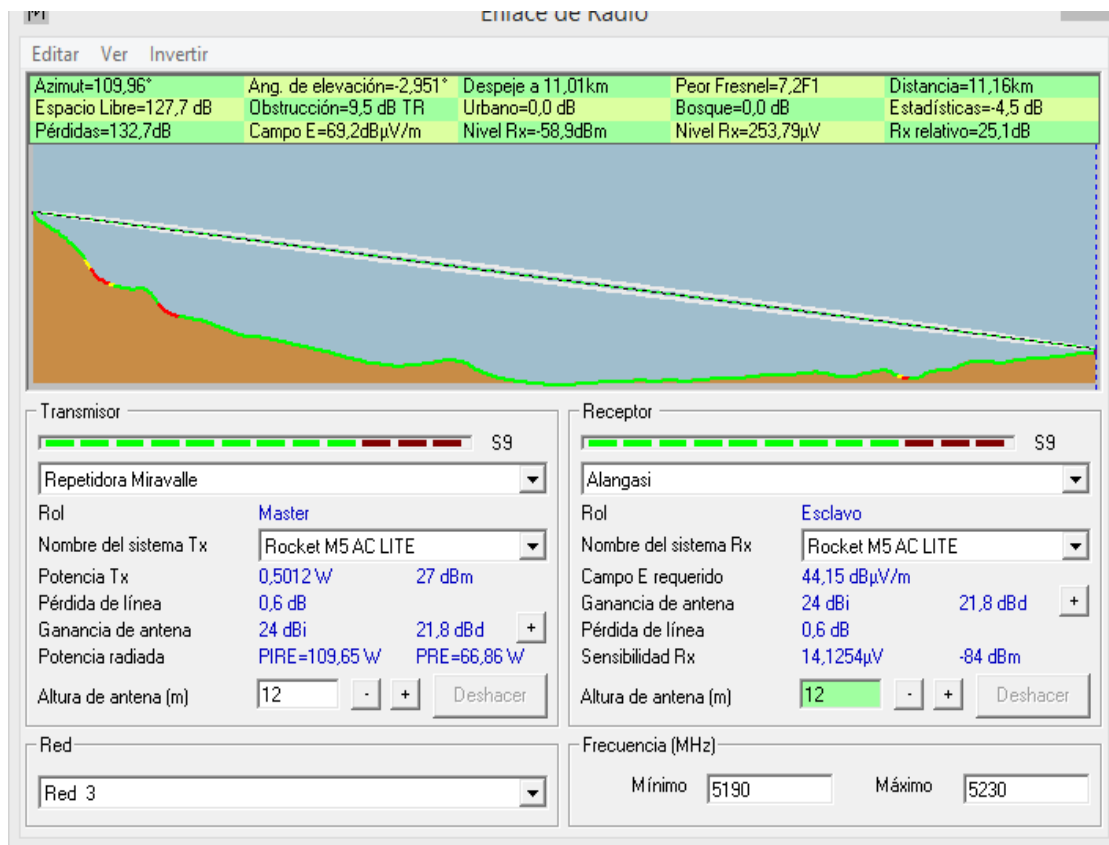 Enlace de Radio
Editar Ver Invertir
Azimut=109,96° Ang. de elevación=-2,951° Despeje a 11,01km Peor Fresnel=7,2F1 Distancia=11,16km
Espacio Libre=127,7 dB Obstrucción=9,5 dB TR Urbano=0,0 dB Bosque=0,0 dB Estadísticas=-4,5 dB
Pérdidas=132,7dB Campo E=69,2dBµV/m Nivel Rx=-58,9dBm Nivel Rx=253,79µV Rx relativo=25,1dB
Transmisor
S9
Repetidora Miravalle
Rol Master
Nombre del sistema Tx Rocket M5 AC LITE
Potencia Tx 0,5012 W 27 dBm
Pérdida de línea 0,6 dB
Ganancia de antena 24 dBi 21,8 dBd +
Potencia radiada PIRE=109,65 W PRE=66,86 W
Altura de antena (m) 12 - + Deshacer
Red
Red 3
Receptor
S9
Alangasi
Rol Esclavo
Nombre del sistema Rx Rocket M5 AC LITE
Campo E requerido 44,15 dBµV/m
Ganancia de antena 24 dBi 21,8 dBd +
Pérdida de línea 0,6 dB
Sensibilidad Rx 14,1254µV -84 dBm
Altura de antena (m) 12 - + Deshacer
Frecuencia (MHz)
Mínimo 5190 Máximo 5230